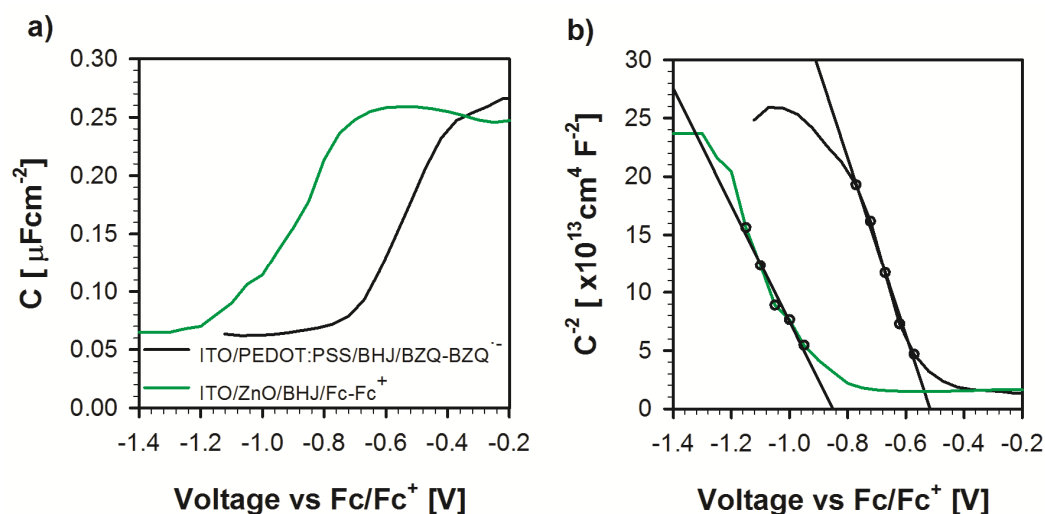 a)
0.30
0.25
0.20
0.15
0.10
0.05
0.00
C [ μFcm⁻²]
ITO/PEDOT:PSS/BHJ/BZQ-BZQ˙⁻
ITO/ZnO/BHJ/Fc-Fc⁺
-1.4 -1.2 -1.0 -0.8 -0.6 -0.4 -0.2
Voltage vs Fc/Fc⁺ [V]
b)
30
25
20
15
10
5
0
C⁻² [ x10¹³cm⁴ F⁻²]
-1.4 -1.2 -1.0 -0.8 -0.6 -0.4 -0.2
Voltage vs Fc/Fc⁺ [V]